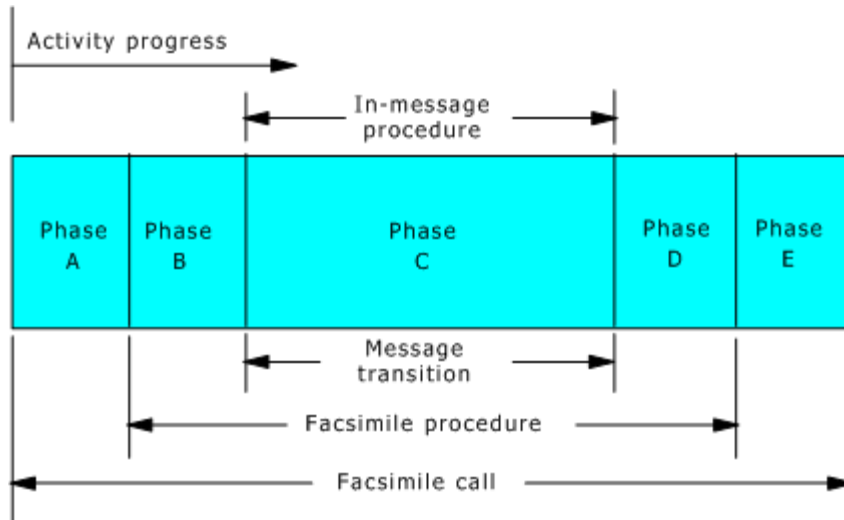 Activity progress
In-message
procedure
Phase
A
Phase
B
Phase
C
Phase
D
Phase
E
Message
transition
Facsimile procedure
Facsimile call